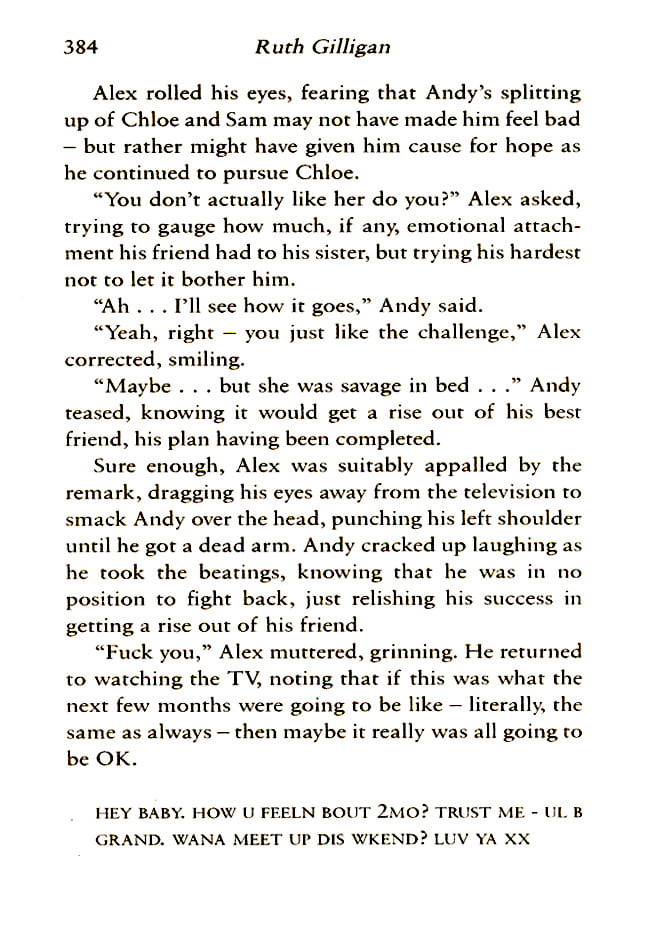 384 Ruth Gilligan
Alex rolled his eyes, fearing that Andy's splitting
up of Chloe and Sam may not have made him feel bad
– but rather might have given him cause for hope as
he continued to pursue Chloe.
“You don't actually like her do you?” Alex asked,
trying to gauge how much, if any, emotional attach-
ment his friend had to his sister, but trying his hardest
not to let it bother him.
“Ah . . . I'll see how it goes,” Andy said.
“Yeah, right – you just like the challenge,” Alex
corrected, smiling.
“Maybe . . . but she was savage in bed . . .” Andy
teased, knowing it would get a rise out of his best
friend, his plan having been completed.
Sure enough, Alex was suitably appalled by the
remark, dragging his eyes away from the television to
smack Andy over the head, punching his left shoulder
until he got a dead arm. Andy cracked up laughing as
he took the beatings, knowing that he was in no
position to fight back, just relishing his success in
getting a rise out of his friend.
“Fuck you,” Alex muttered, grinning. He returned
to watching the TV, noting that if this was what the
next few months were going to be like – literally, the
same as always – then maybe it really was all going to
be OK.
HEY BABY. HOW U FEELN BOUT 2MO? TRUST ME - UL B
GRAND. WANA MEET UP DIS WKEND? LUV YA XX